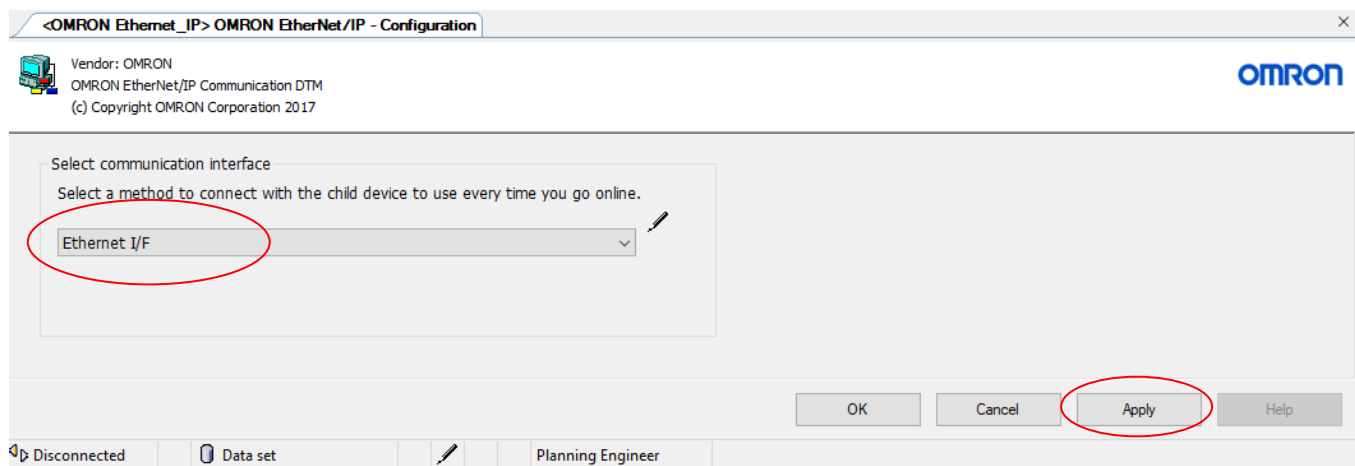 <OMRON Ethernet_IP> OMRON EtherNet/IP - Configuration
Vendor: OMRON
OMRON EtherNet/IP Communication DTM
(c) Copyright OMRON Corporation 2017
OMRON
Select communication interface
Select a method to connect with the child device to use every time you go online.
Ethernet I/F
OK Cancel Apply Help
Disconnected Data set Planning Engineer